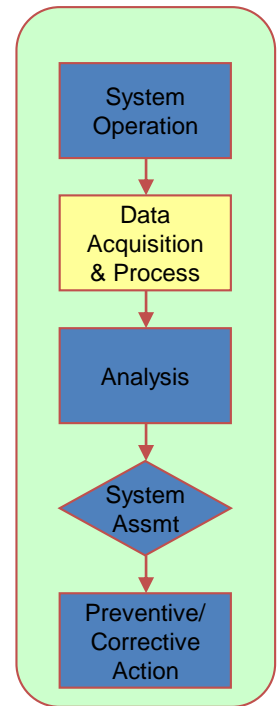 System
Operation
Data
Acquisition
& Process
Analysis
System
Assmt
Preventive/
Corrective
Action